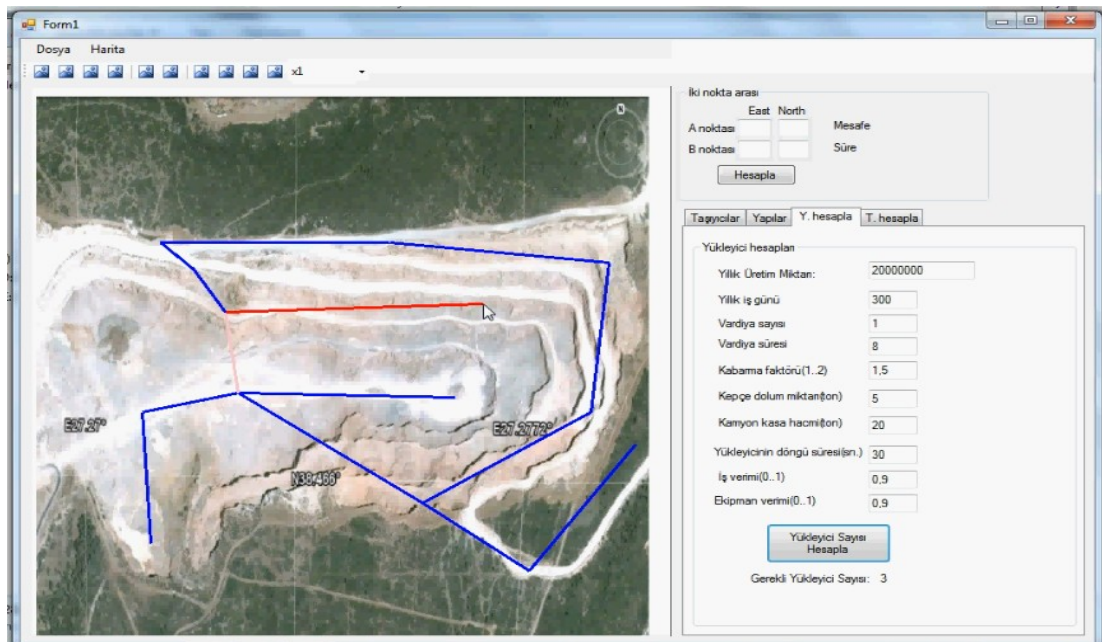 Form1
Dosya Harita
x1
İki nokta arası
East North
A noktası Mesafe
B noktası Süre
Hesapla
Taşıyıcılar Yapılar Y. hesapla T. hesapla
Yükleyici hesapları
Yıllık Üretim Miktarı: 20000000
Yıllık iş günü 300
Vardiya sayısı 1
Vardiya süresi 8
Kabarma faktörü(1..2) 1,5
Kepçe dolum miktarı(ton) 5
Kamyon kasa hacmi(ton) 20
Yükleyicinin döngü süresi(sn.) 30
İş verimi(0..1) 0,9
Ekipman verimi(0..1) 0,9
Yükleyici Sayısı
Hesapla
Gerekli Yükleyici Sayısı: 3
E27.27°
E27.2772°
N38.466°